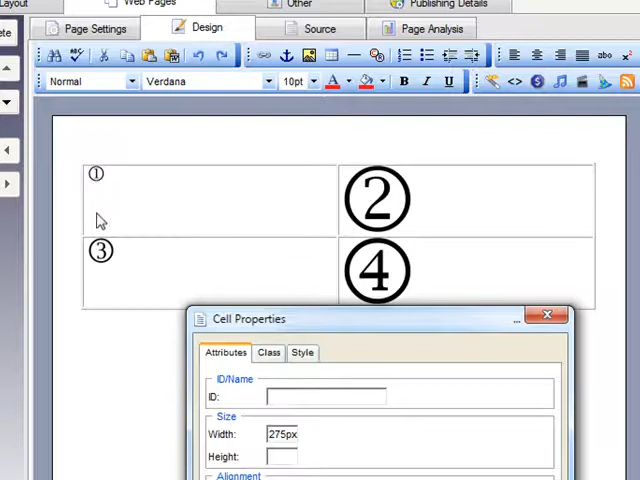 Layout
Web Pages
Other
Publishing Details
Page Settings
Design
Source
Page Analysis
Normal
Verdana
10pt
A
B
I
U
①
②
③
④
Cell Properties
...
Attributes
Class
Style
ID/Name
ID:
Size
Width:
275px
Height:
Alignment